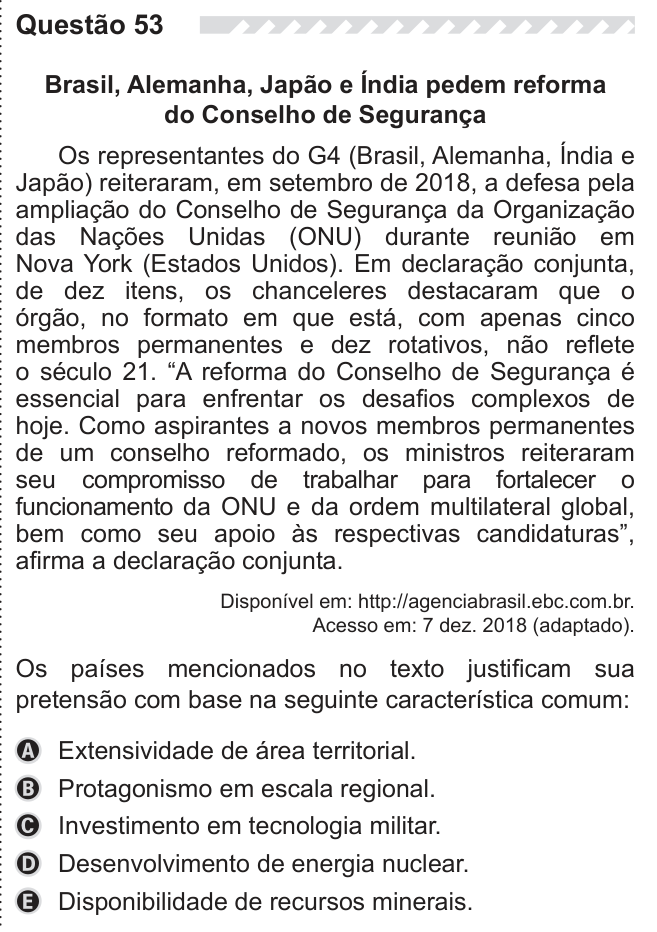 Questão 53
Brasil, Alemanha, Japão e Índia pedem reforma
do Conselho de Segurança
Os representantes do G4 (Brasil, Alemanha, Índia e
Japão) reiteraram, em setembro de 2018, a defesa pela
ampliação do Conselho de Segurança da Organização
das Nações Unidas (ONU) durante reunião em
Nova York (Estados Unidos). Em declaração conjunta,
de dez itens, os chanceleres destacaram que o
órgão, no formato em que está, com apenas cinco
membros permanentes e dez rotativos, não reflete
o século 21. “A reforma do Conselho de Segurança é
essencial para enfrentar os desafios complexos de
hoje. Como aspirantes a novos membros permanentes
de um conselho reformado, os ministros reiteraram
seu compromisso de trabalhar para fortalecer o
funcionamento da ONU e da ordem multilateral global,
bem como seu apoio às respectivas candidaturas”,
afirma a declaração conjunta.
Disponível em: http://agenciabrasil.ebc.com.br.
Acesso em: 7 dez. 2018 (adaptado).
Os países mencionados no texto justificam sua
pretensão com base na seguinte característica comum:
A Extensividade de área territorial.
B Protagonismo em escala regional.
C Investimento em tecnologia militar.
D Desenvolvimento de energia nuclear.
E Disponibilidade de recursos minerais.